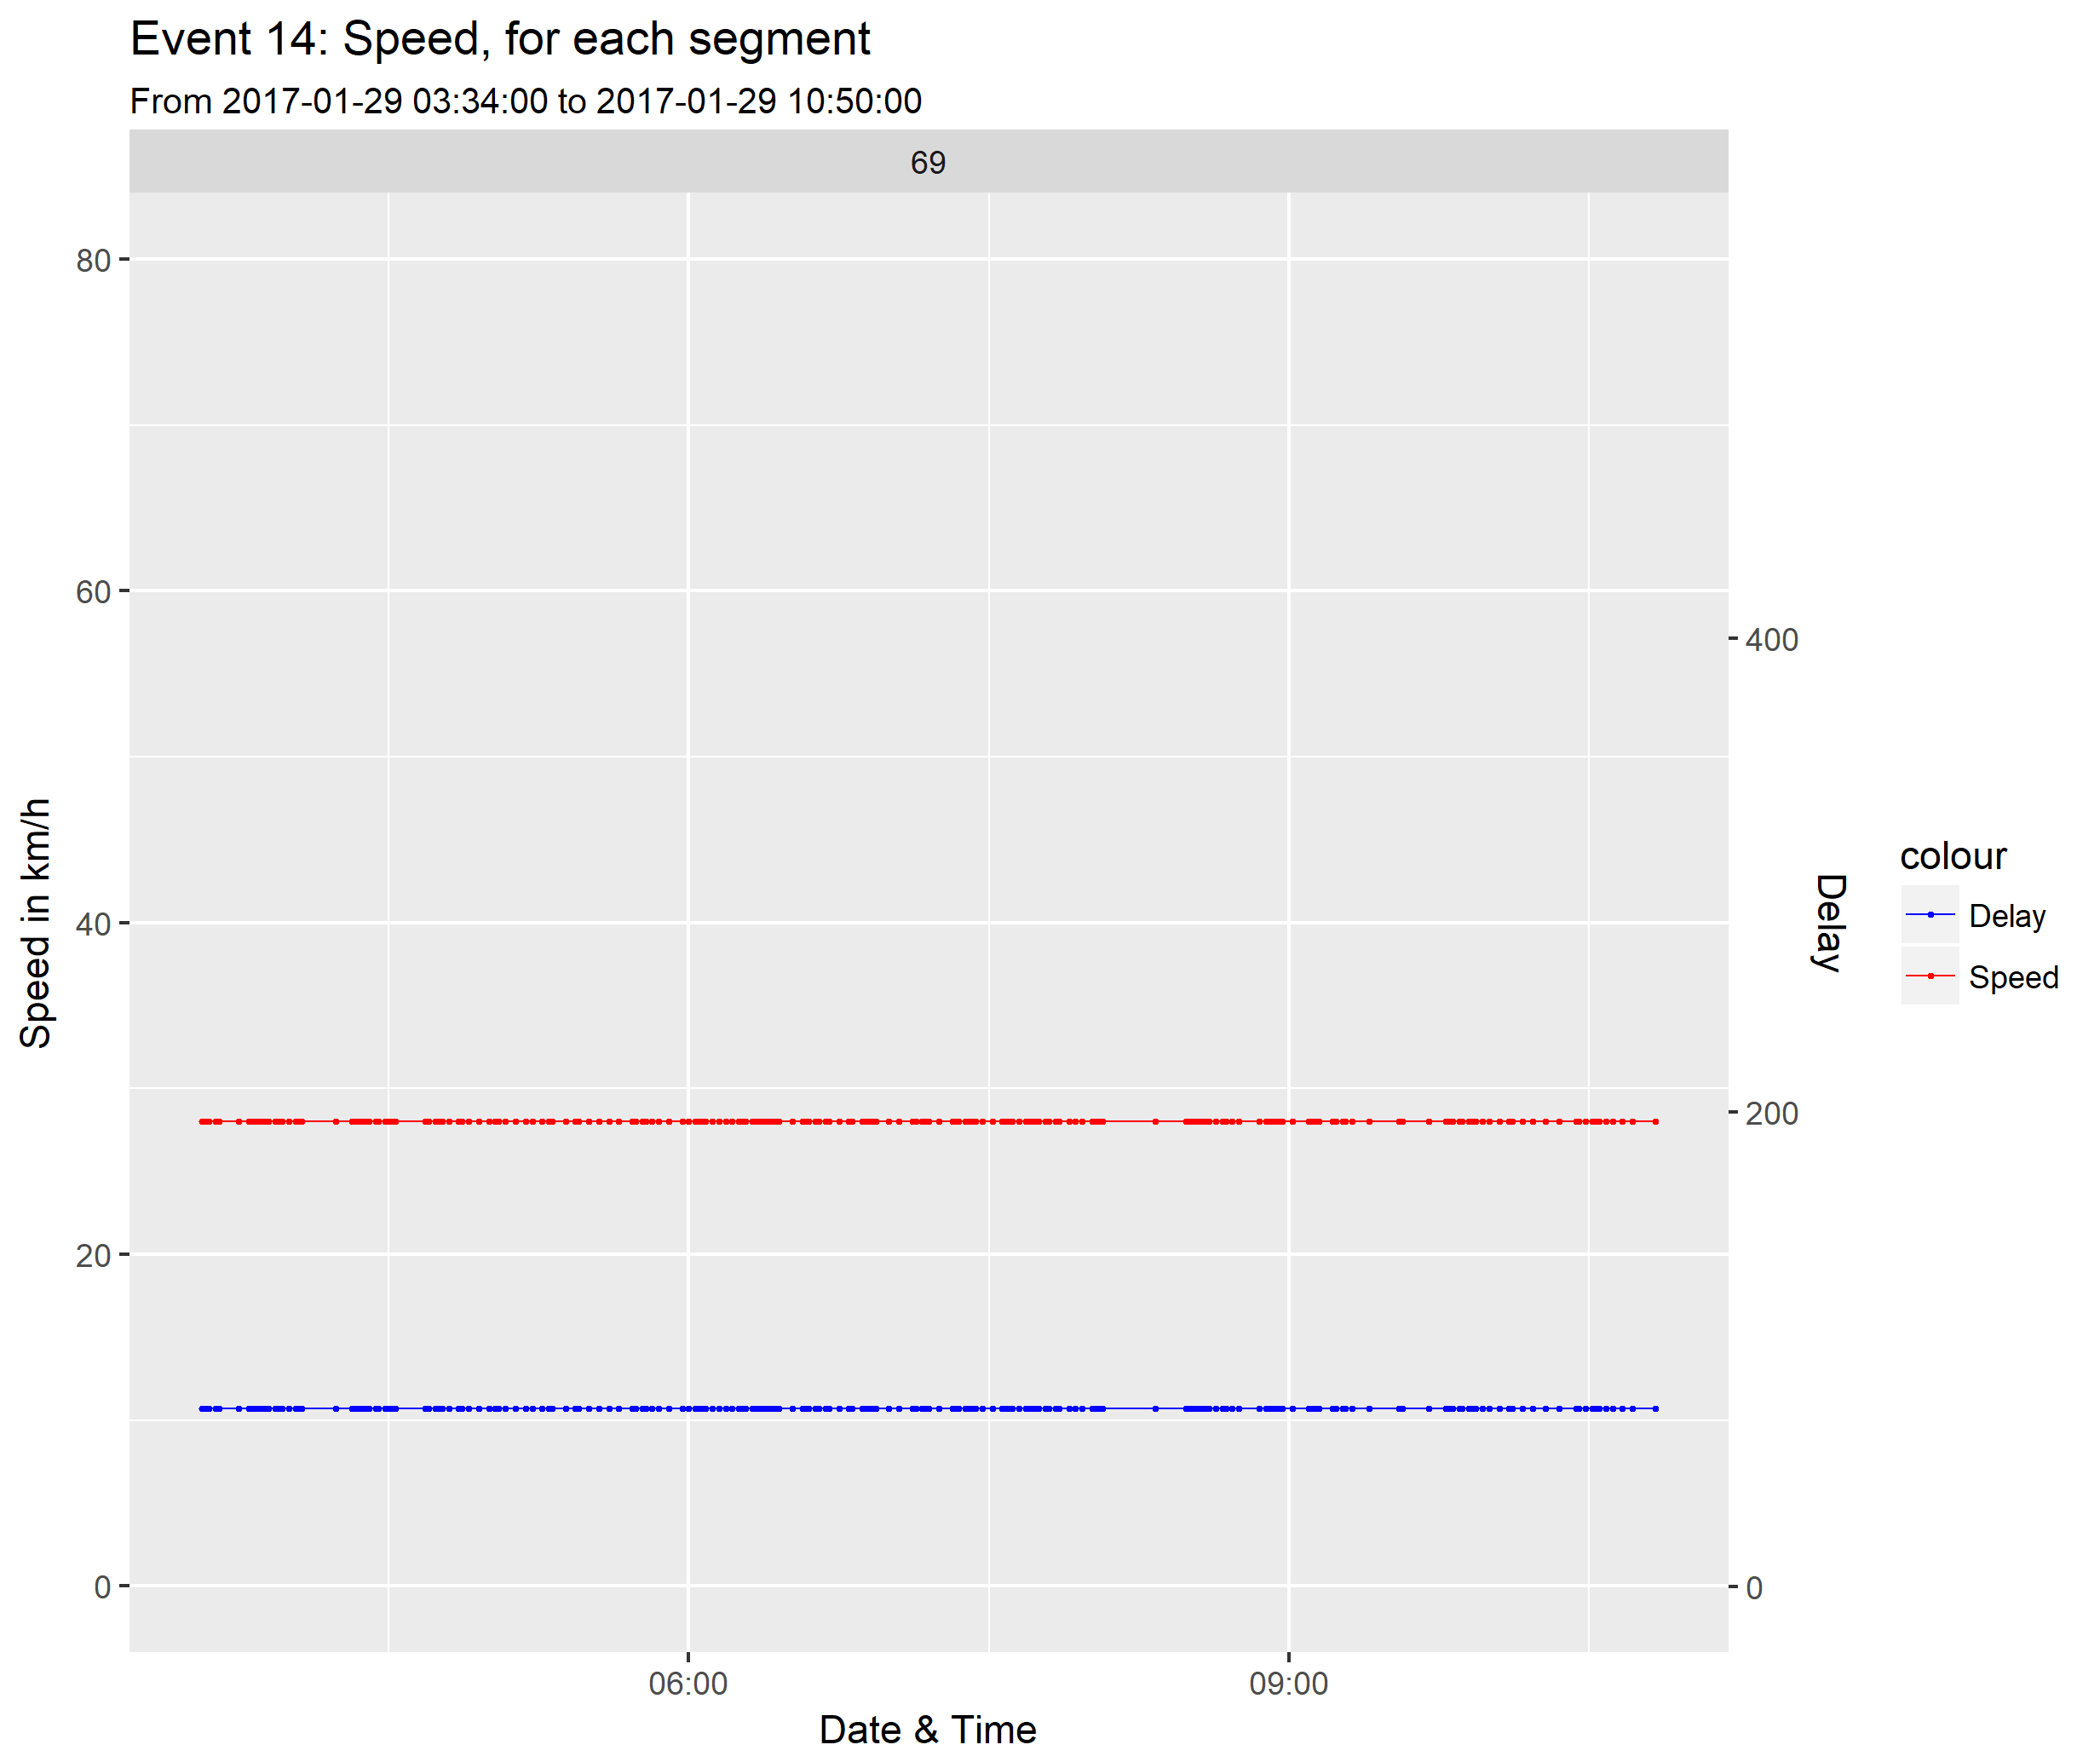 Event 14: Speed, for each segment
From 2017-01-29 03:34:00 to 2017-01-29 10:50:00
69
80
60
40
20
0
Speed in km/h
400
200
0
Delay
06:00
09:00
Date & Time
colour
Delay
Speed